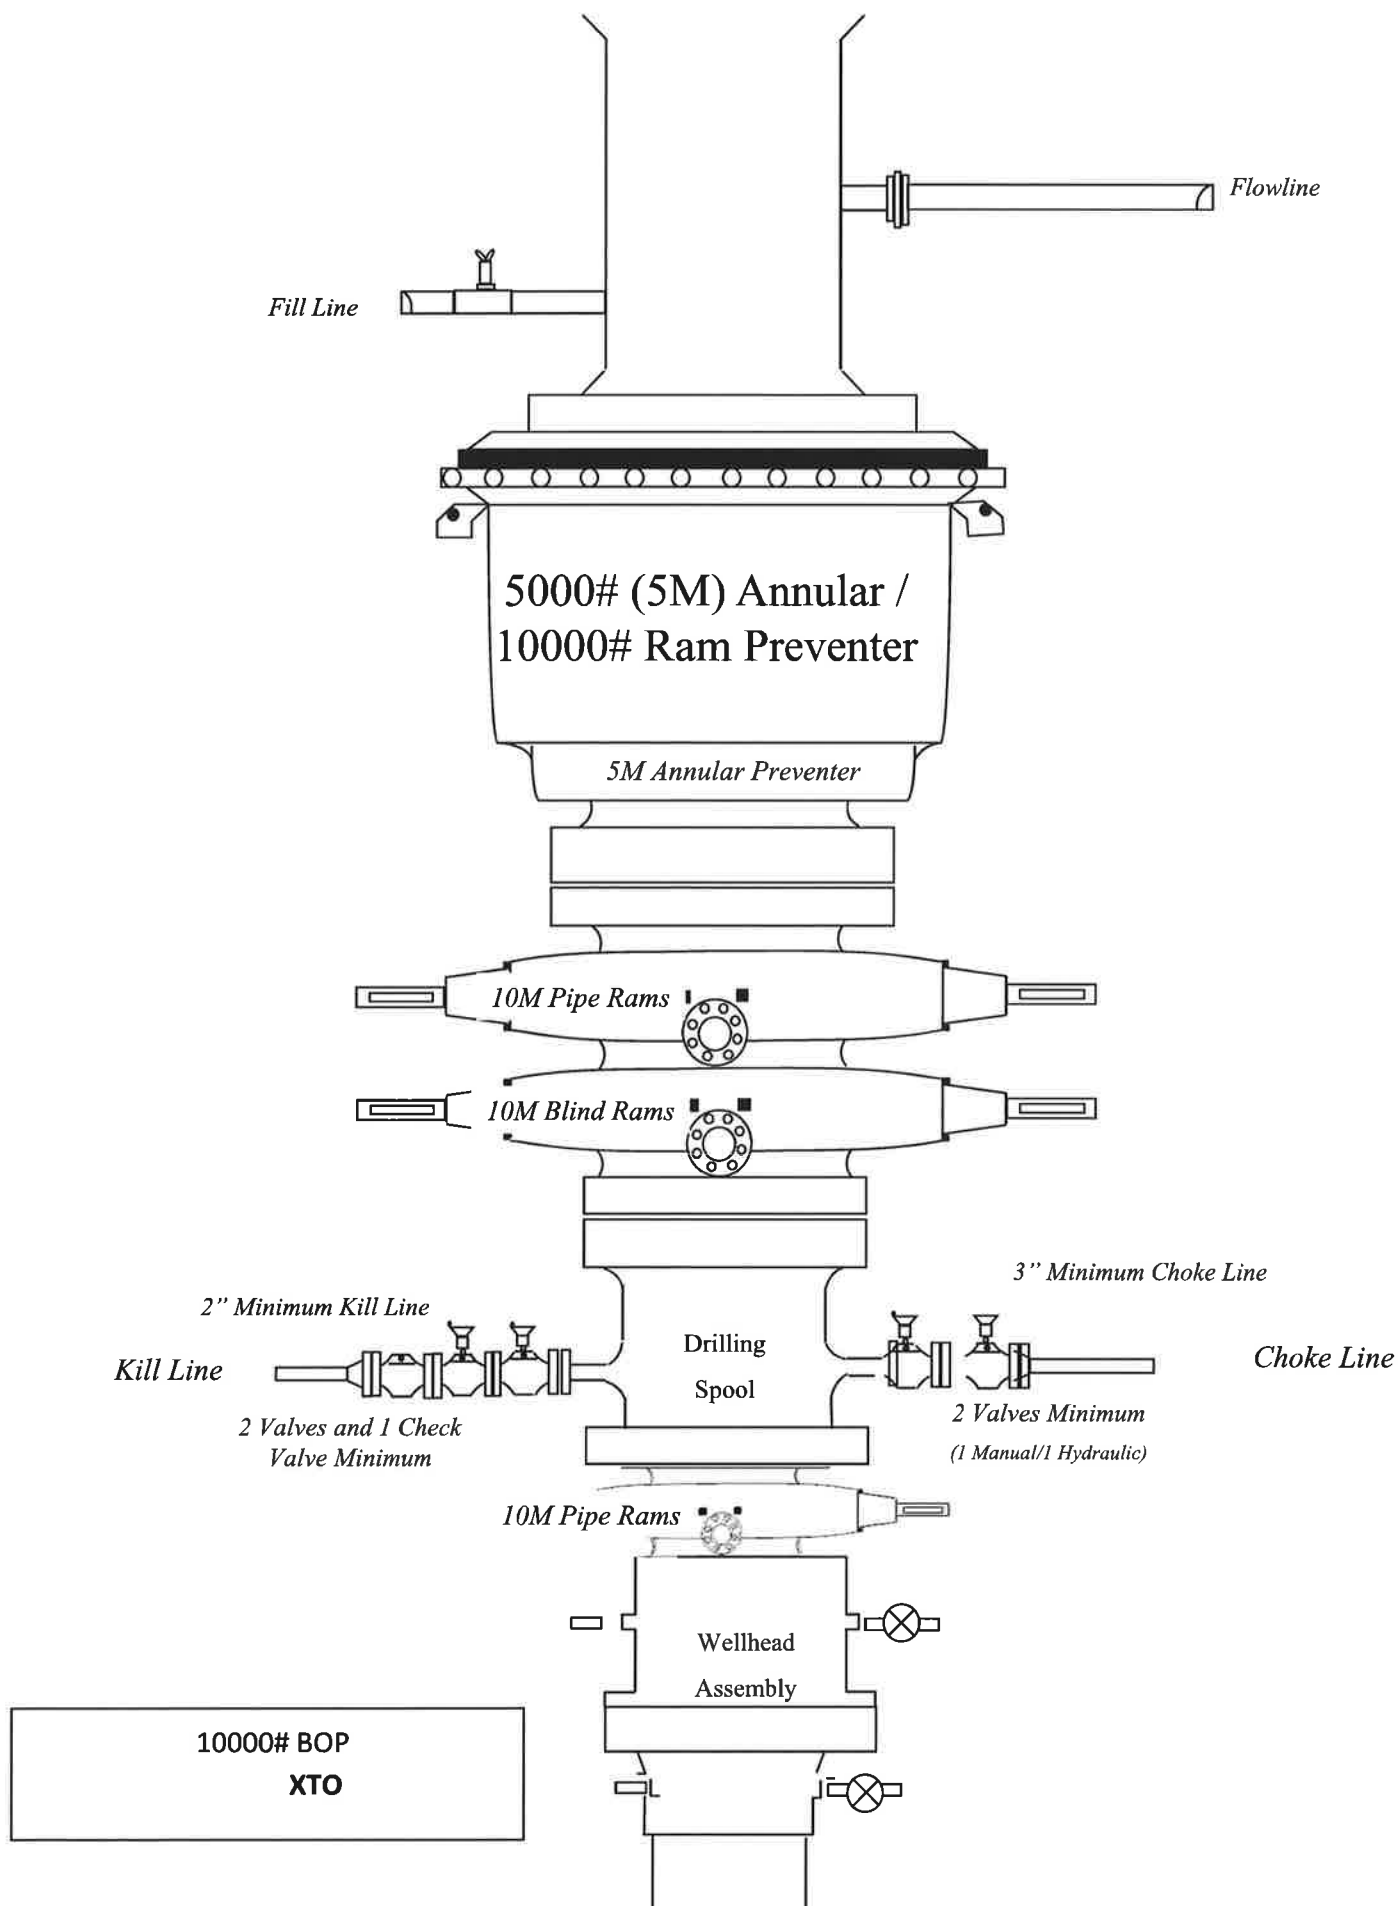 Flowline
Fill Line
5000# (5M) Annular /
10000# Ram Preventer
5M Annular Preventer
10M Pipe Rams
10M Blind Rams
3” Minimum Choke Line
2” Minimum Kill Line
Drilling
Spool
Kill Line
Choke Line
2 Valves and 1 Check
Valve Minimum
2 Valves Minimum
(1 Manual/1 Hydraulic)
10M Pipe Rams
Wellhead
Assembly
10000# BOP
XTO